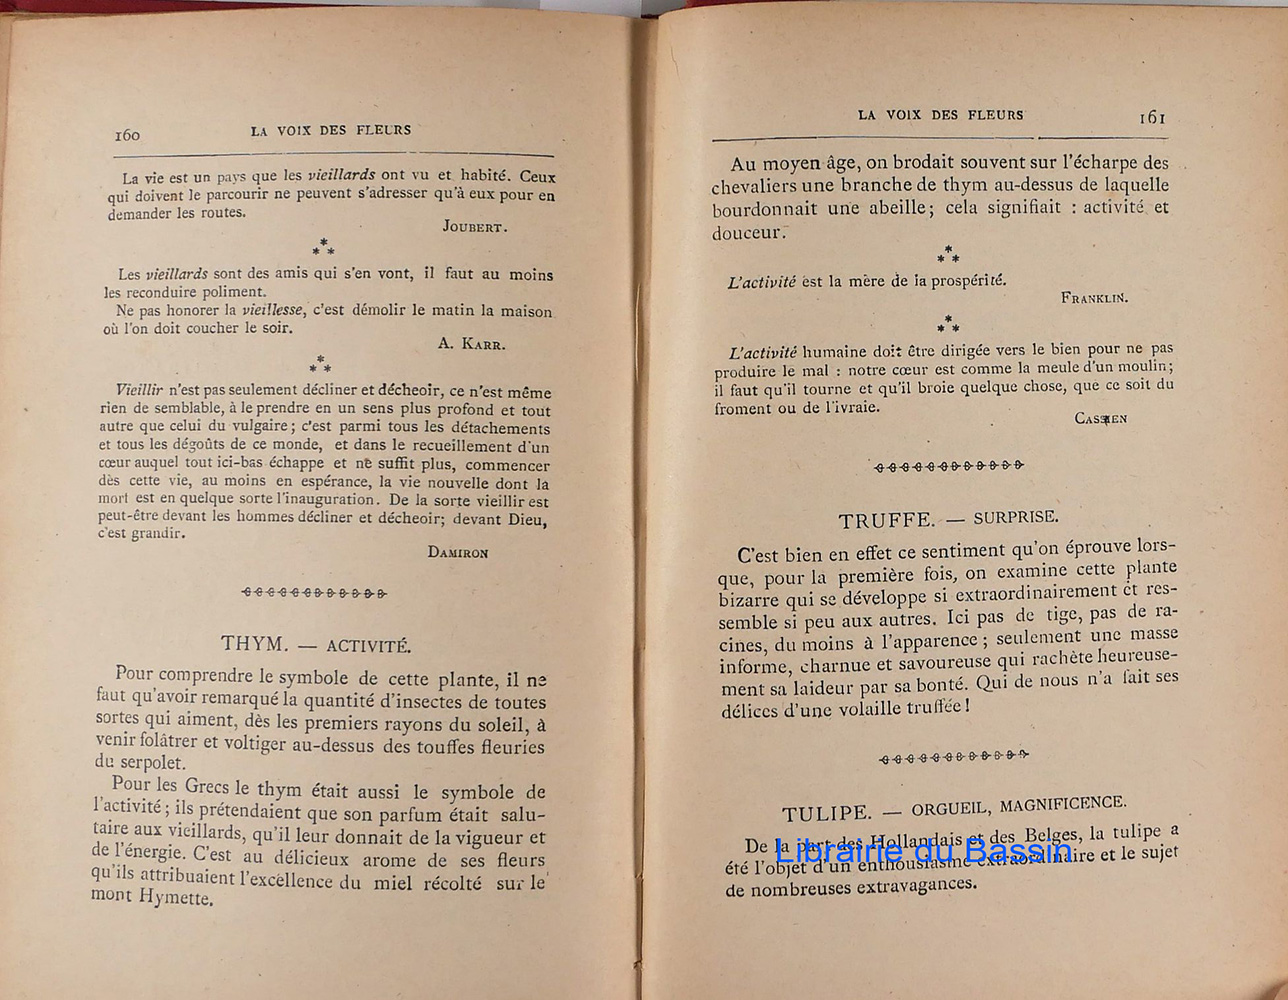 160
LA VOIX DES FLEURS
La vie est un pays que les vieillards ont vu et habité. Ceux
qui doivent le parcourir ne peuvent s'adresser qu'à eux pour en
demander les routes.
JOUBERT.
*
* *
Les vieillards sont des amis qui s'en vont, il faut au moins
les reconduire poliment.
Ne pas honorer la vieillesse, c'est démolir le matin la maison
où l'on doit coucher le soir.
A. KARR.
*
* *
Vieillir n'est pas seulement décliner et décheoir, ce n'est même
rien de semblable, à le prendre en un sens plus profond et tout
autre que celui du vulgaire; c'est parmi tous les détachements
et tous les dégoûts de ce monde, et dans le recueillement d'un
cœur auquel tout ici-bas échappe et ne suffit plus, commencer
dès cette vie, au moins en espérance, la vie nouvelle dont la
mort est en quelque sorte l'inauguration. De la sorte vieillir est
peut-être devant les hommes décliner et décheoir; devant Dieu,
c'est grandir.
DAMIRON
THYM. — ACTIVITÉ.
Pour comprendre le symbole de cette plante, il ne
faut qu'avoir remarqué la quantité d'insectes de toutes
sortes qui aiment, dès les premiers rayons du soleil, à
venir folâtrer et voltiger au-dessus des touffes fleuries
du serpolet.
Pour les Grecs le thym était aussi le symbole de
l'activité; ils prétendaient que son parfum était salu-
taire aux vieillards, qu'il leur donnait de la vigueur et
de l'énergie. C'est au délicieux arome de ses fleurs
qu'ils attribuaient l'excellence du miel récolté sur le
mont Hymette.
LA VOIX DES FLEURS
161
Au moyen âge, on brodait souvent sur l'écharpe des
chevaliers une branche de thym au-dessus de laquelle
bourdonnait une abeille; cela signifiait : activité et
douceur.
*
* *
L'activité est la mère de la prospérité.
FRANKLIN.
*
* *
L'activité humaine doit être dirigée vers le bien pour ne pas
produire le mal : notre cœur est comme la meule d'un moulin;
il faut qu'il tourne et qu'il broie quelque chose, que ce soit du
froment ou de l'ivraie.
CASSIEN
TRUFFE. — SURPRISE.
C'est bien en effet ce sentiment qu'on éprouve lors-
que, pour la première fois, on examine cette plante
bizarre qui se développe si extraordinairement et res-
semble si peu aux autres. Ici pas de tige, pas de ra-
cines, du moins à l'apparence; seulement une masse
informe, charnue et savoureuse qui rachète heureuse-
ment sa laideur par sa bonté. Qui de nous n'a fait ses
délices d'une volaille truffée!
TULIPE. — ORGUEIL, MAGNIFICENCE.
De la part des Hollandais et des Belges, la tulipe a
Librairie du Bassin
été l'objet d'un enthousiasme extraordinaire et le sujet
de nombreuses extravagances.